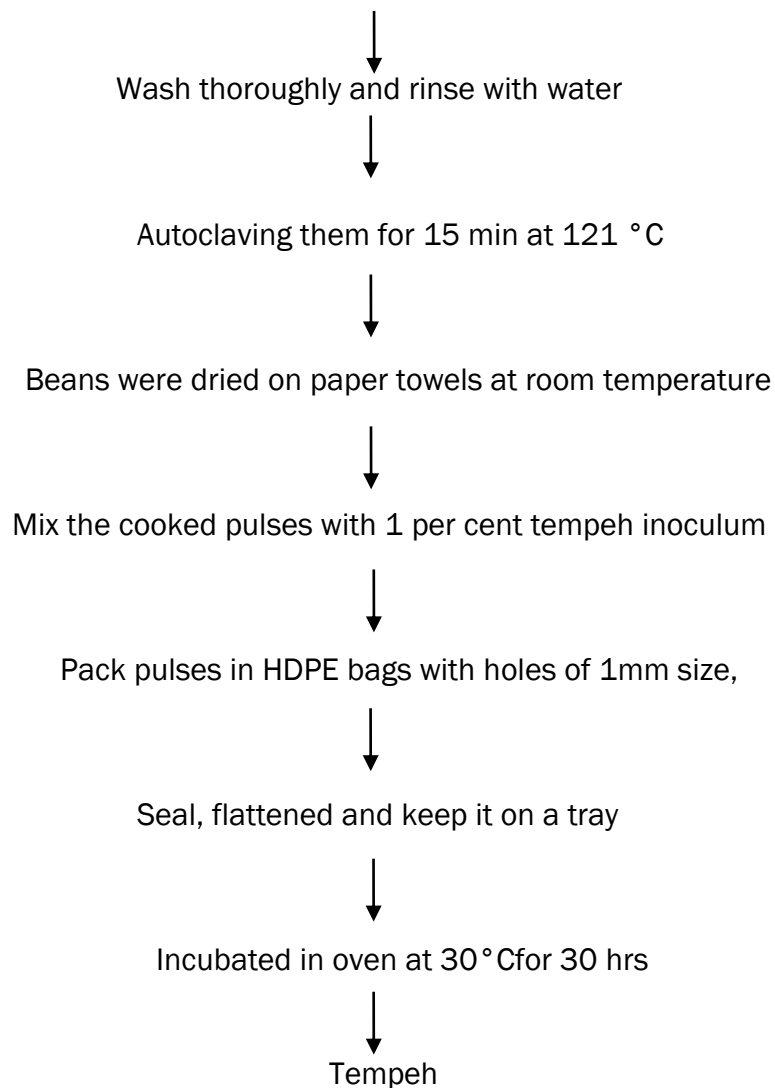 Wash thoroughly and rinse with water
Autoclaving them for 15 min at 121 °C
Beans were dried on paper towels at room temperature
Mix the cooked pulses with 1 per cent tempeh inoculum
Pack pulses in HDPE bags with holes of 1mm size,
Seal, flattened and keep it on a tray
Incubated in oven at 30°Cfor 30 hrs
Tempeh